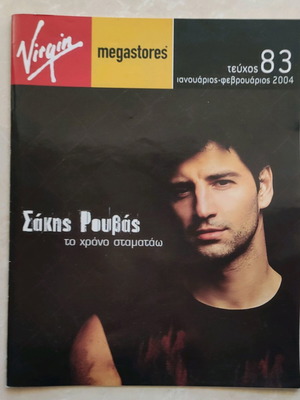 Virgin
megastores
τεύχος 83
ιανουάριος-φεβρουάριος 2004
Σάκης Ρουβάς
το χρόνο σταματάω